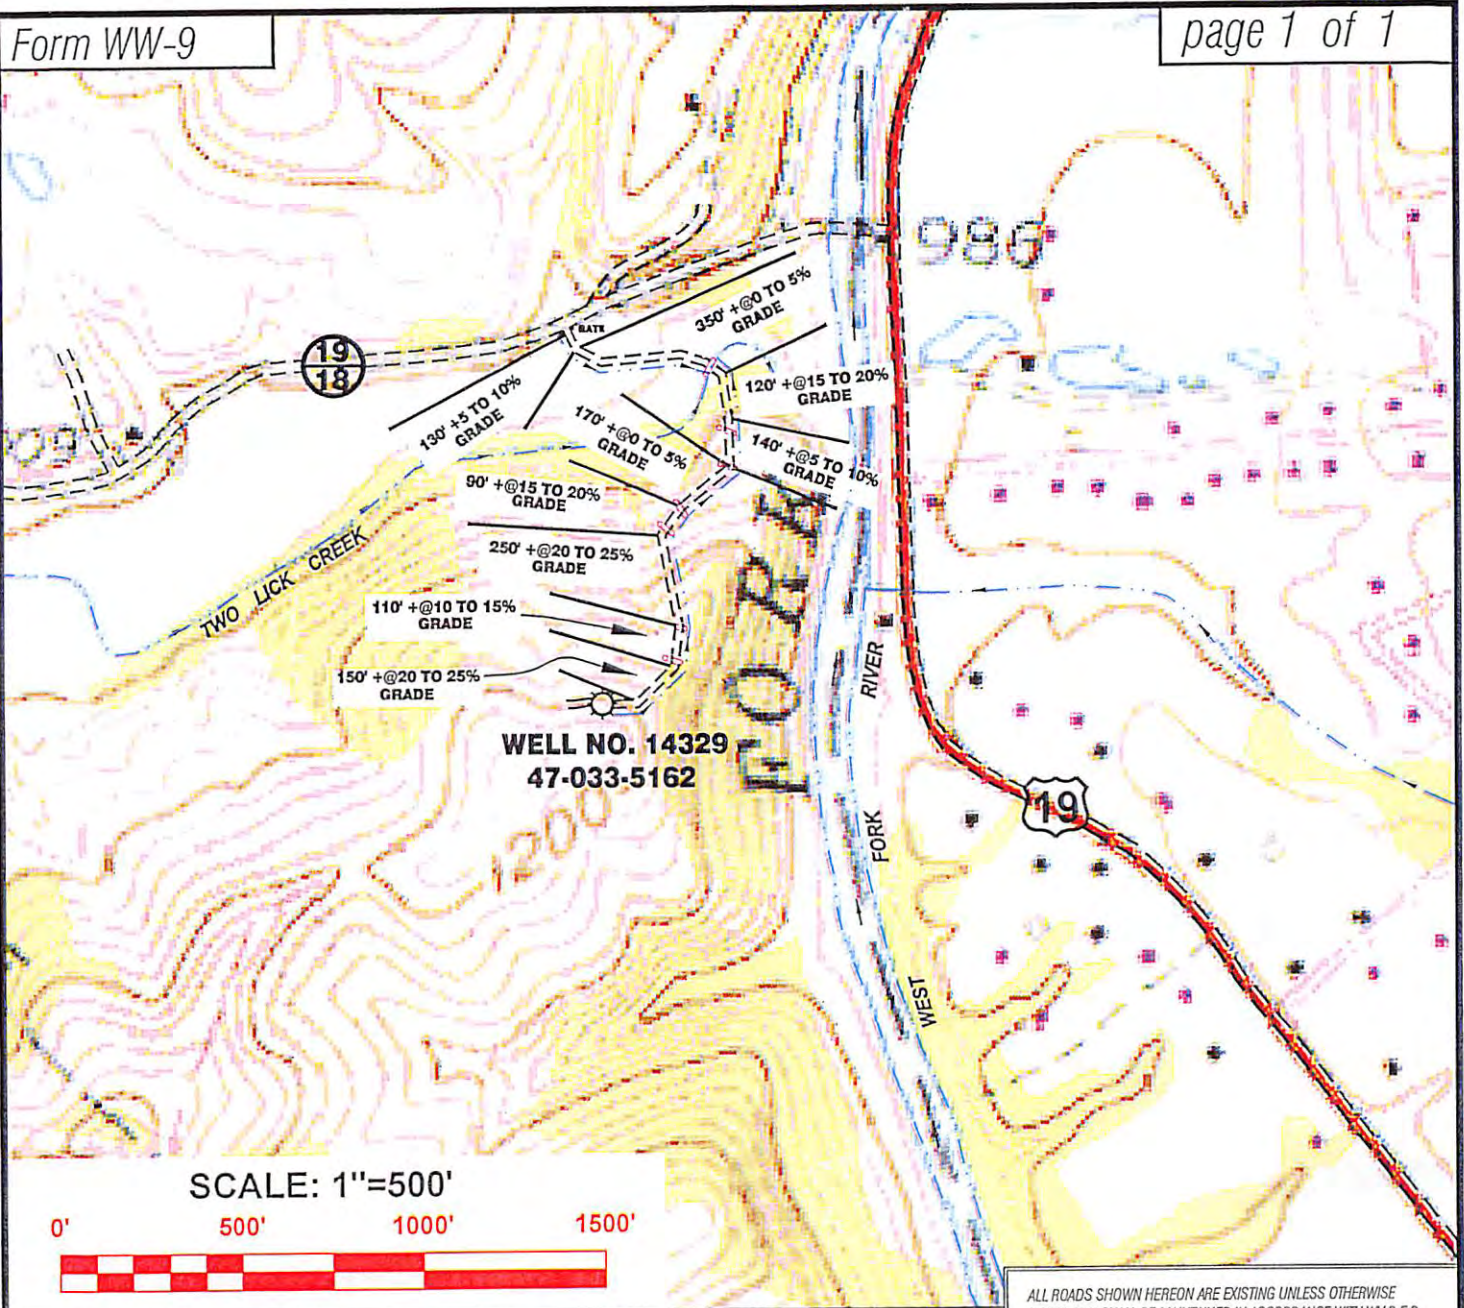 Form WW-9
page 1 of 1
986
GATE
350' +@0 TO 5%
GRADE
19
18
130' +5 TO 10%
GRADE
120' +@15 TO 20%
GRADE
170' +@0 TO 5%
GRADE
140' +@5 TO 10%
GRADE
90' +@15 TO 20%
GRADE
250' +@20 TO 25%
GRADE
TWO LICK CREEK
110' +@10 TO 15%
GRADE
150' +@20 TO 25%
GRADE
FORK
RIVER
WELL NO. 14329
47-033-5162
19
1200
FORK
WEST
SCALE: 1"=500'
0' 500' 1000' 1500'
ALL ROADS SHOWN HEREON ARE EXISTING UNLESS OTHERWISE